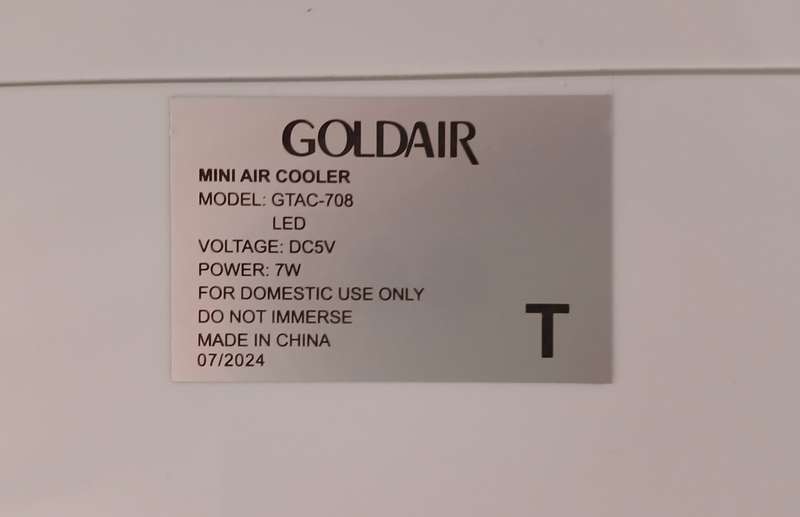 GOLDAIR
MINI AIR COOLER
MODEL: GTAC-708
LED
VOLTAGE: DC5V
POWER: 7W
FOR DOMESTIC USE ONLY
DO NOT IMMERSE
MADE IN CHINA
07/2024
T